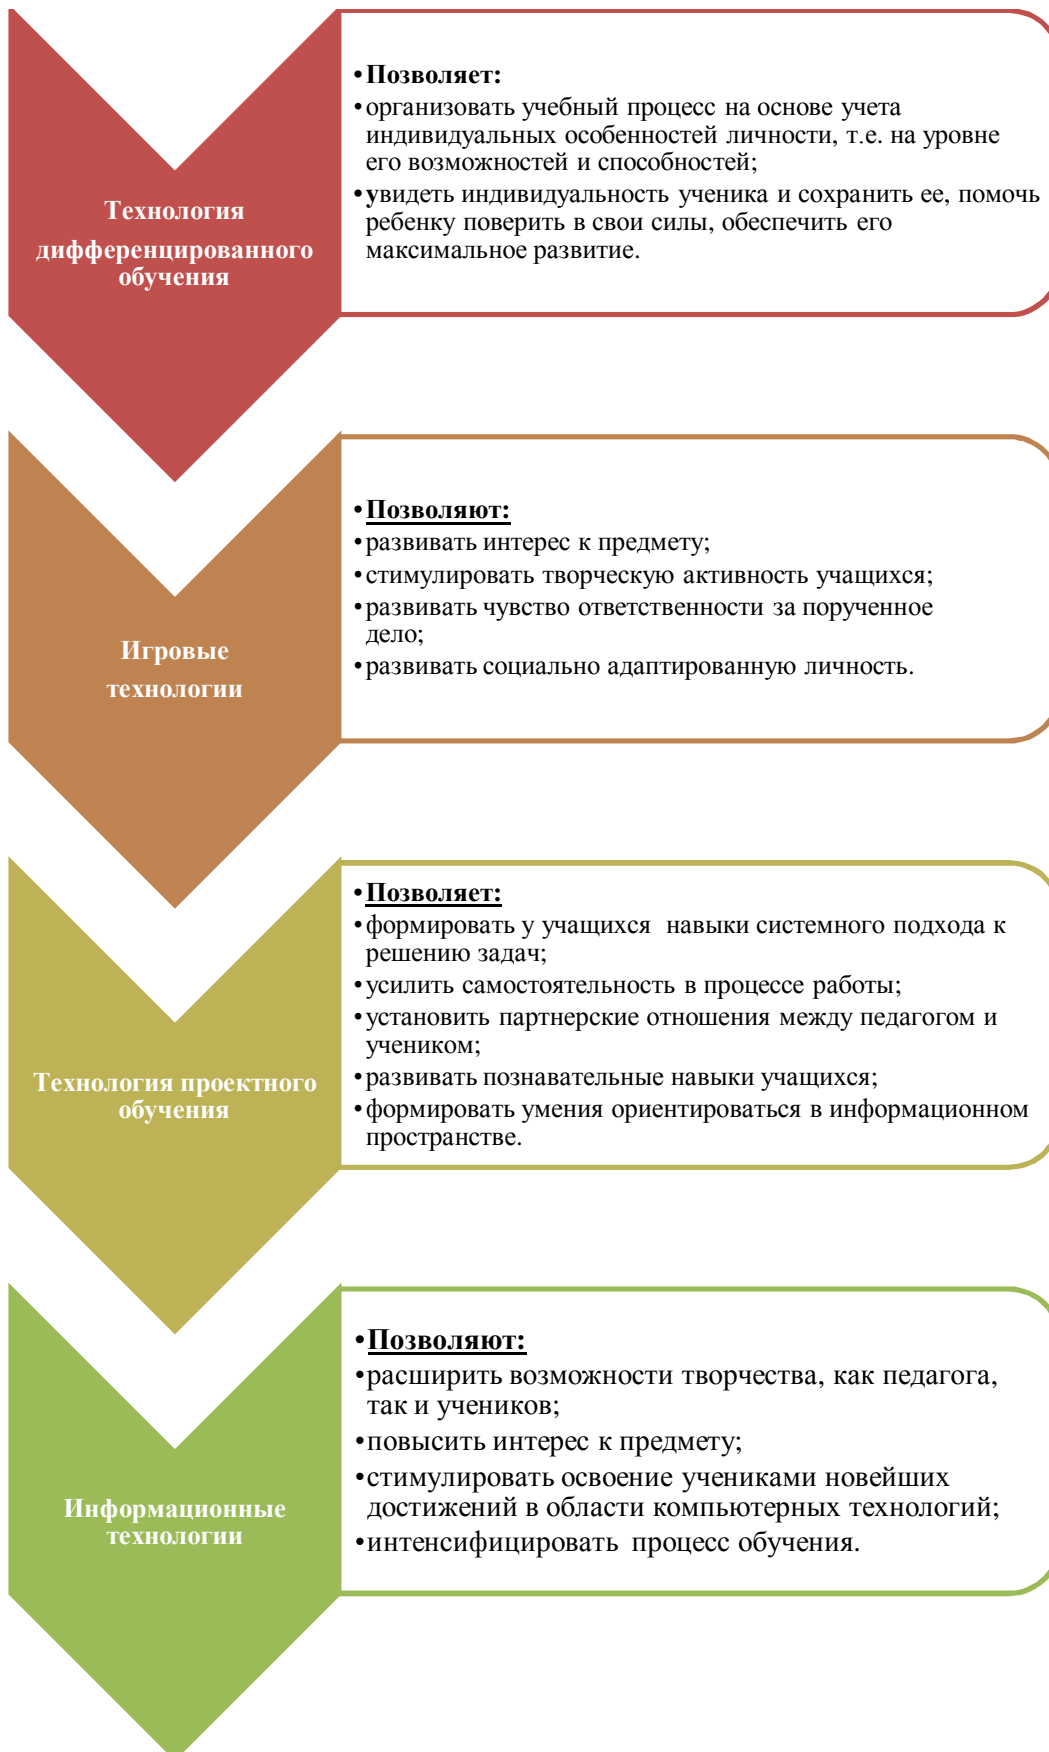 Технология
дифференцированного
обучения
•Позволяет:
•организовать учебный процесс на основе учета
индивидуальных особенностей личности, т.е. на уровне
его возможностей и способностей;
•увидеть индивидуальность ученика и сохранить ее, помочь
ребенку поверить в свои силы, обеспечить его
максимальное развитие.
Игровые
технологии
•Позволяют:
•развивать интерес к предмету;
•стимулировать творческую активность учащихся;
•развивать чувство ответственности за порученное
дело;
•развивать социально адаптированную личность.
Технология проектного
обучения
•Позволяет:
•формировать у учащихся  навыки системного подхода к
решению задач;
•усилить самостоятельность в процессе работы;
•установить партнерские отношения между педагогом и
учеником;
•развивать познавательные навыки учащихся;
•формировать умения ориентироваться в информационном
пространстве.
Информационные
технологии
•Позволяют:
•расширить возможности творчества, как педагога,
так и учеников;
•повысить интерес к предмету;
•стимулировать освоение учениками новейших
достижений в области компьютерных технологий;
•интенсифицировать  процесс обучения.